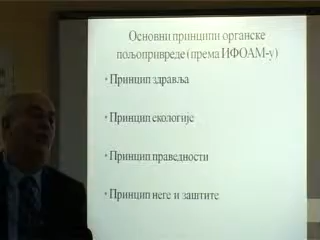 Основни принципи органске
пољопривреде (према ИФОАМ-у)
• Принцип здравља
• Принцип екологије
• Принцип праведности
• Принцип неге и заштите